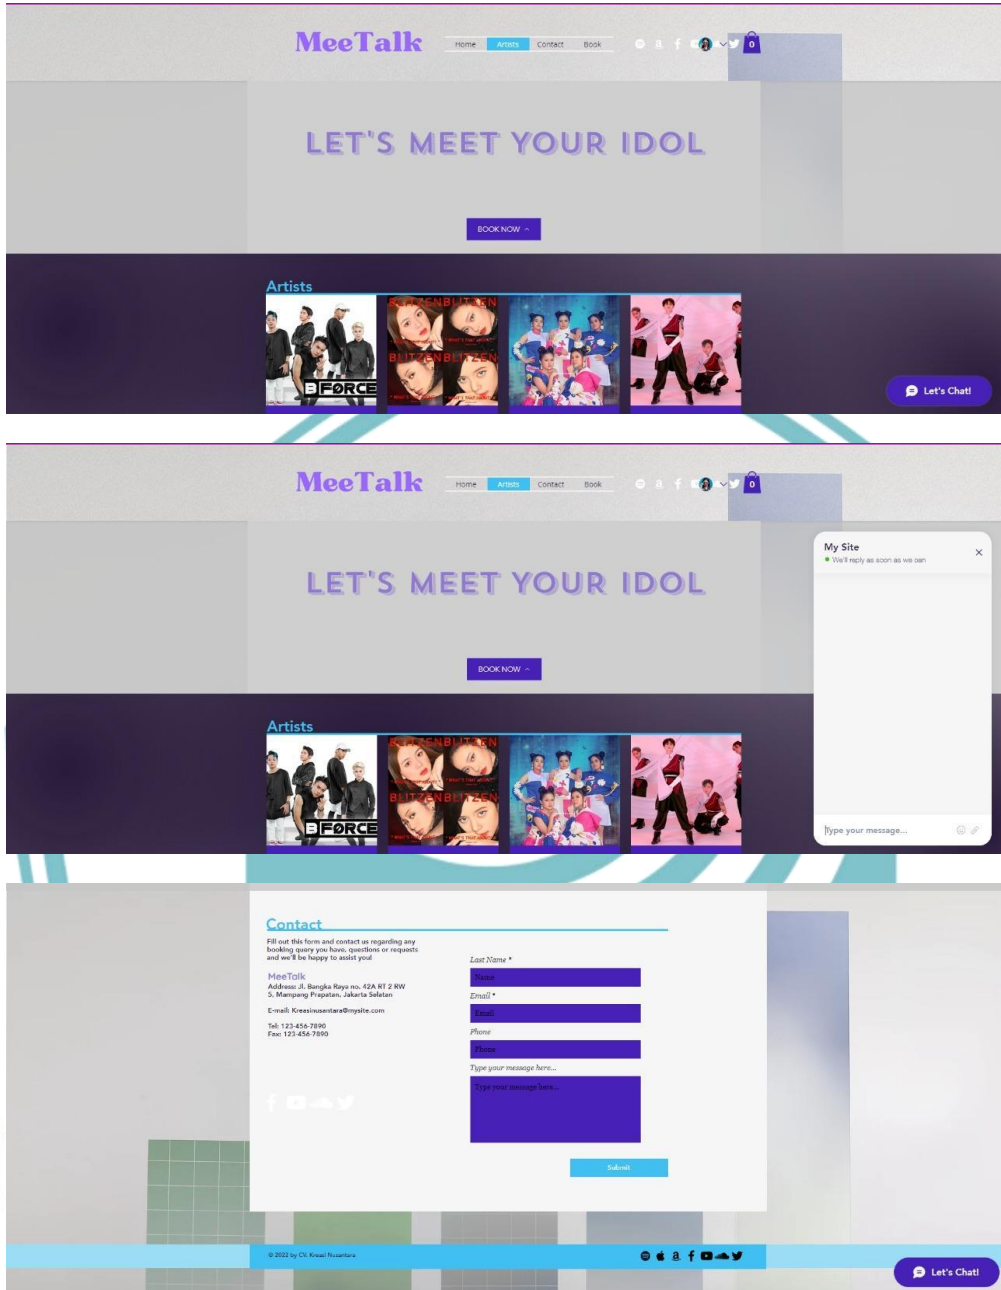 MeeTalk
Home Artists Contact Book
0
LET'S MEET YOUR IDOL
BOOK NOW
Artists
B FORCE
BLITZENBLITZEN
BLITZENBLITZEN
Let's Chat!
MeeTalk
Home Artists Contact Book
0
My Site
We'll reply as soon as we can
LET'S MEET YOUR IDOL
BOOK NOW
Artists
B FORCE
BLITZENBLITZEN
BLITZENBLITZEN
Type your message...
Contact
Fill out this form and contact us regarding any
booking query you have, questions or requests
and we'll be happy to assist you!
MeeTalk
Address: Jl. Bangka Raya no. 42A RT 2 RW
5, Mampang Prapatan, Jakarta Selatan
E-mail: Kreasinusantara@mysite.com
Tel: 123-456-7890
Fax: 123-456-7890
Last Name *
Name
Email *
Email
Phone
Phone
Type your message here...
Type your message here...
Submit
© 2022 by CV. Kreasi Nusantara
Let's Chat!